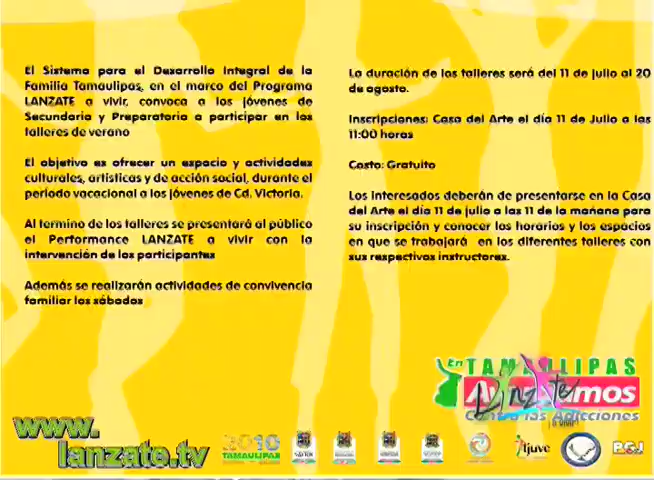 El Sistema para el Desarrollo Integral de la
Familia Tamaulipas, en el marco del Programa
LANZATE a vivir, convoca a los jóvenes de
Secundaria y Preparatoria a participar en los
talleres de verano
El objetivo es ofrecer un espacio y actividades
culturales, artísticas y de acción social, durante el
periodo vacacional a los jóvenes de Cd. Victoria.
Al termino de los talleres se presentará al público
el Performance LANZATE a vivir con la
intervención de los participantes
Además se realizarán actividades de convivencia
familiar los sábados
La duración de los talleres será del 11 de julio al 20
de agosto.
Inscripciones: Casa del Arte el día 11 de Julio a las
11:00 horas
Costo: Gratuito
Los interesados deberán de presentarse en la Casa
del Arte el día 11 de julio a las 11 de la mañana para
su inscripción y conocer los horarios y los espacios
en que se trabajará en los diferentes talleres con
sus respectivos instructores.
En TAMAULIPAS
Lánzate
Contra las Adicciones
www.
lanzate.tv
2010
TAMAULIPAS
PGJ